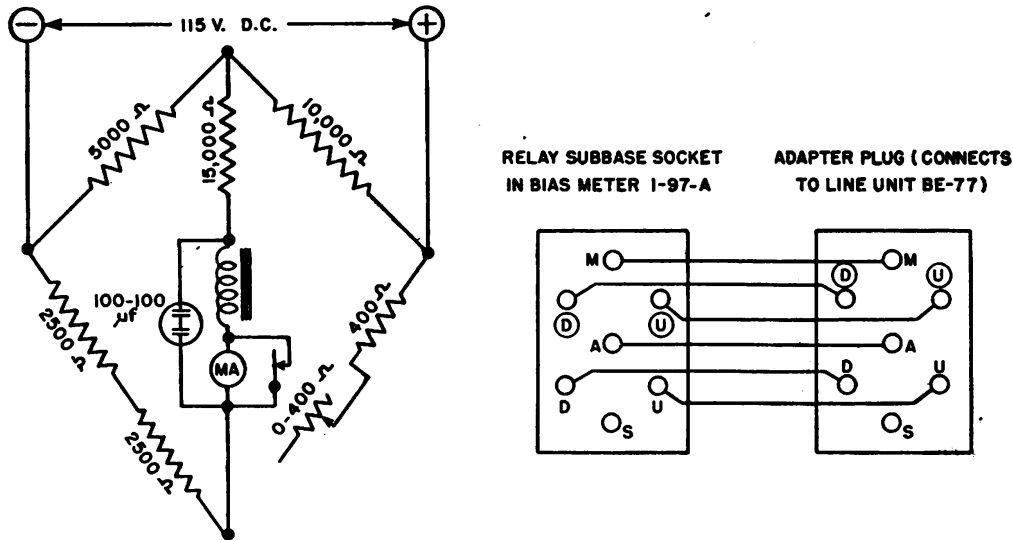 − 115 V. D.C. +
5000 Ω
15,000 Ω
10,000 Ω
100-100
μf
MA
2500 Ω
2500 Ω
400 Ω
0-400 Ω
RELAY SUBBASE SOCKET
IN BIAS METER I-97-A
M
D
U
A
D
U
S
ADAPTER PLUG (CONNECTS
TO LINE UNIT BE-77)
D
M
U
A
D
U
S